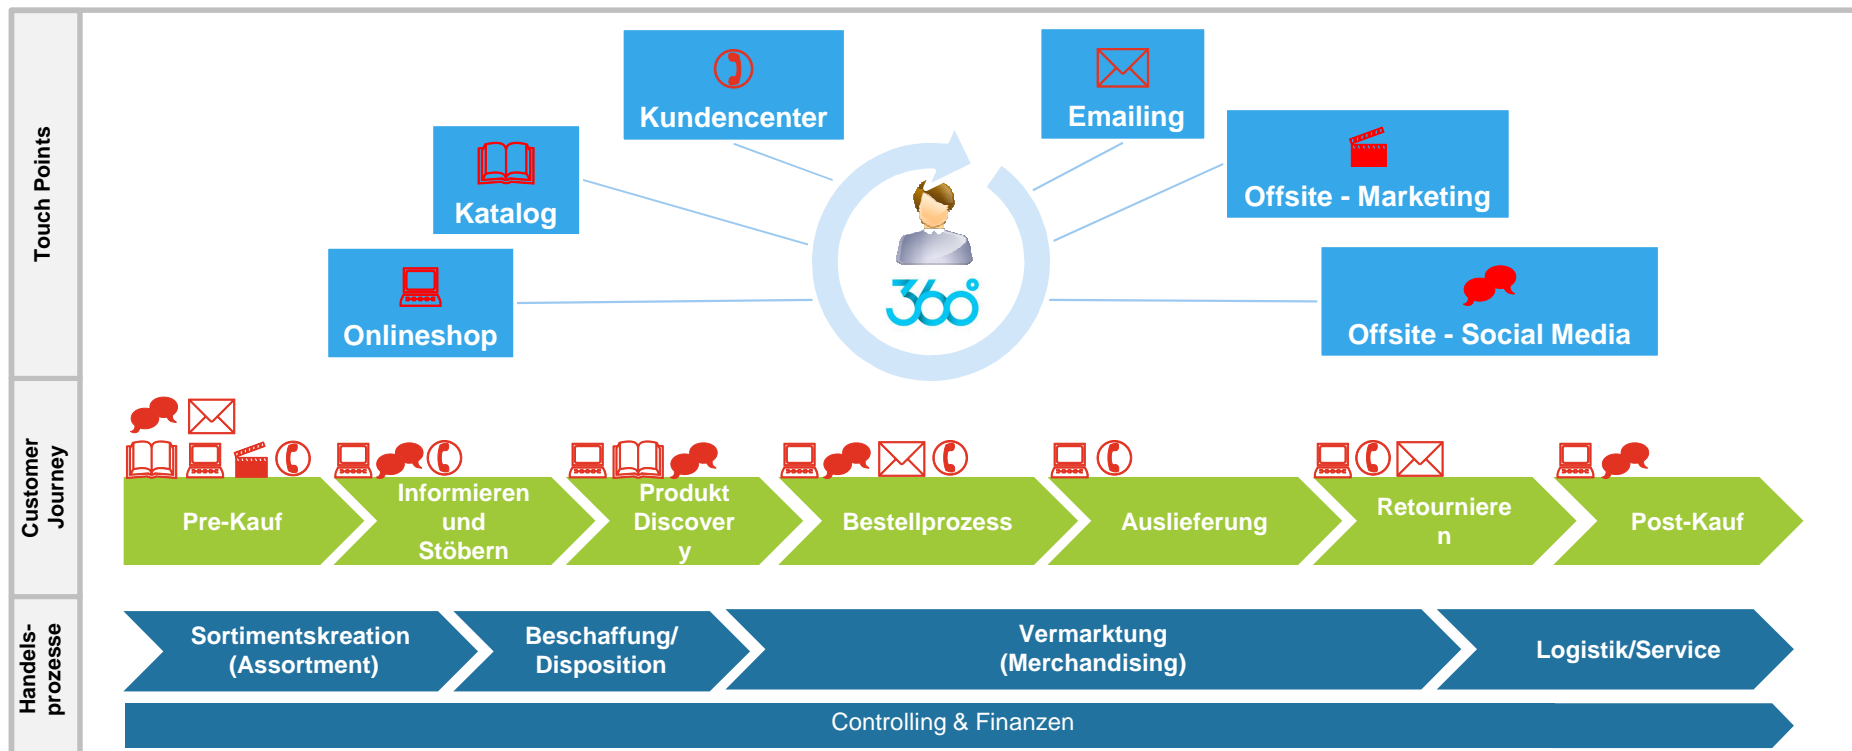 Touch Points
Kundencenter
Emailing
Katalog
Offsite - Marketing
Onlineshop
Offsite - Social Media
360°
Customer
Journey
Pre-Kauf
Informieren
und
Stöbern
Produkt
Discover
y
Bestellprozess
Auslieferung
Retourniere
n
Post-Kauf
Handels-
prozesse
Sortimentskreation
(Assortment)
Beschaffung/
Disposition
Vermarktung
(Merchandising)
Logistik/Service
Controlling & Finanzen